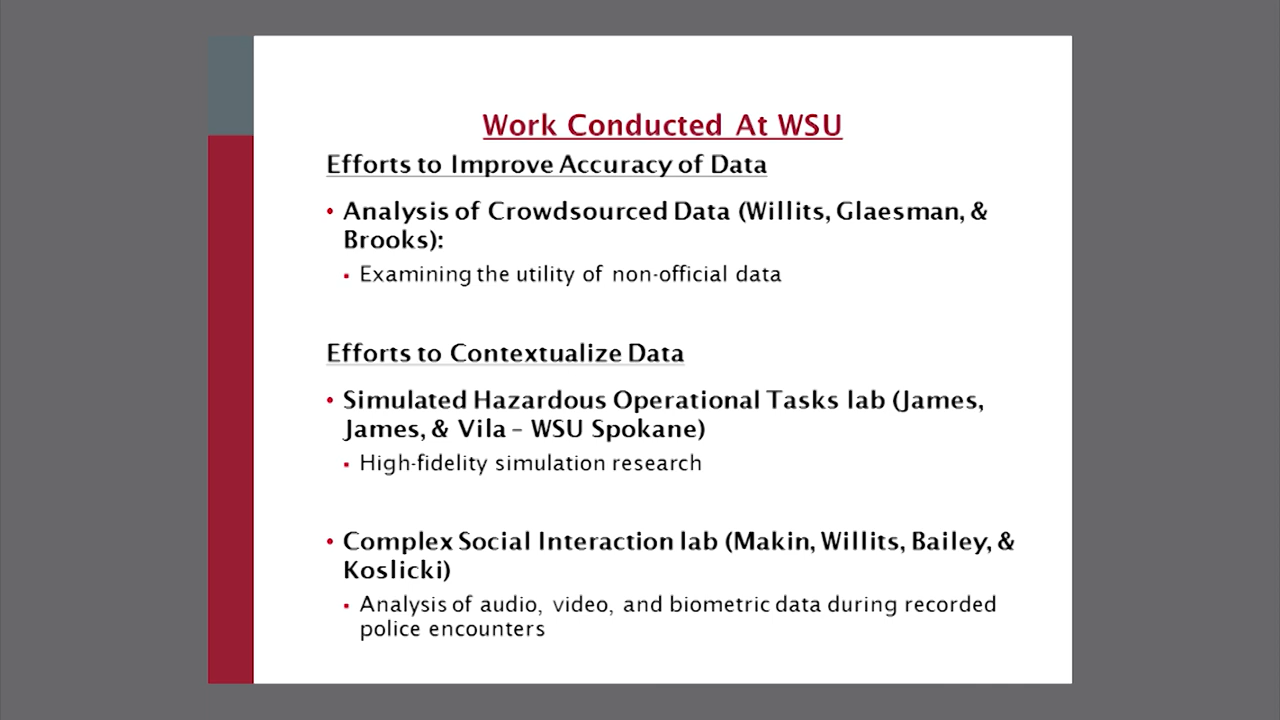 Work Conducted At WSU
Efforts to Improve Accuracy of Data
• Analysis of Crowdsourced Data (Willits, Glaesman, &
Brooks):
▪ Examining the utility of non-official data
Efforts to Contextualize Data
• Simulated Hazardous Operational Tasks lab (James,
James, & Vila – WSU Spokane)
▪ High-fidelity simulation research
• Complex Social Interaction lab (Makin, Willits, Bailey, &
Koslicki)
▪ Analysis of audio, video, and biometric data during recorded
police encounters